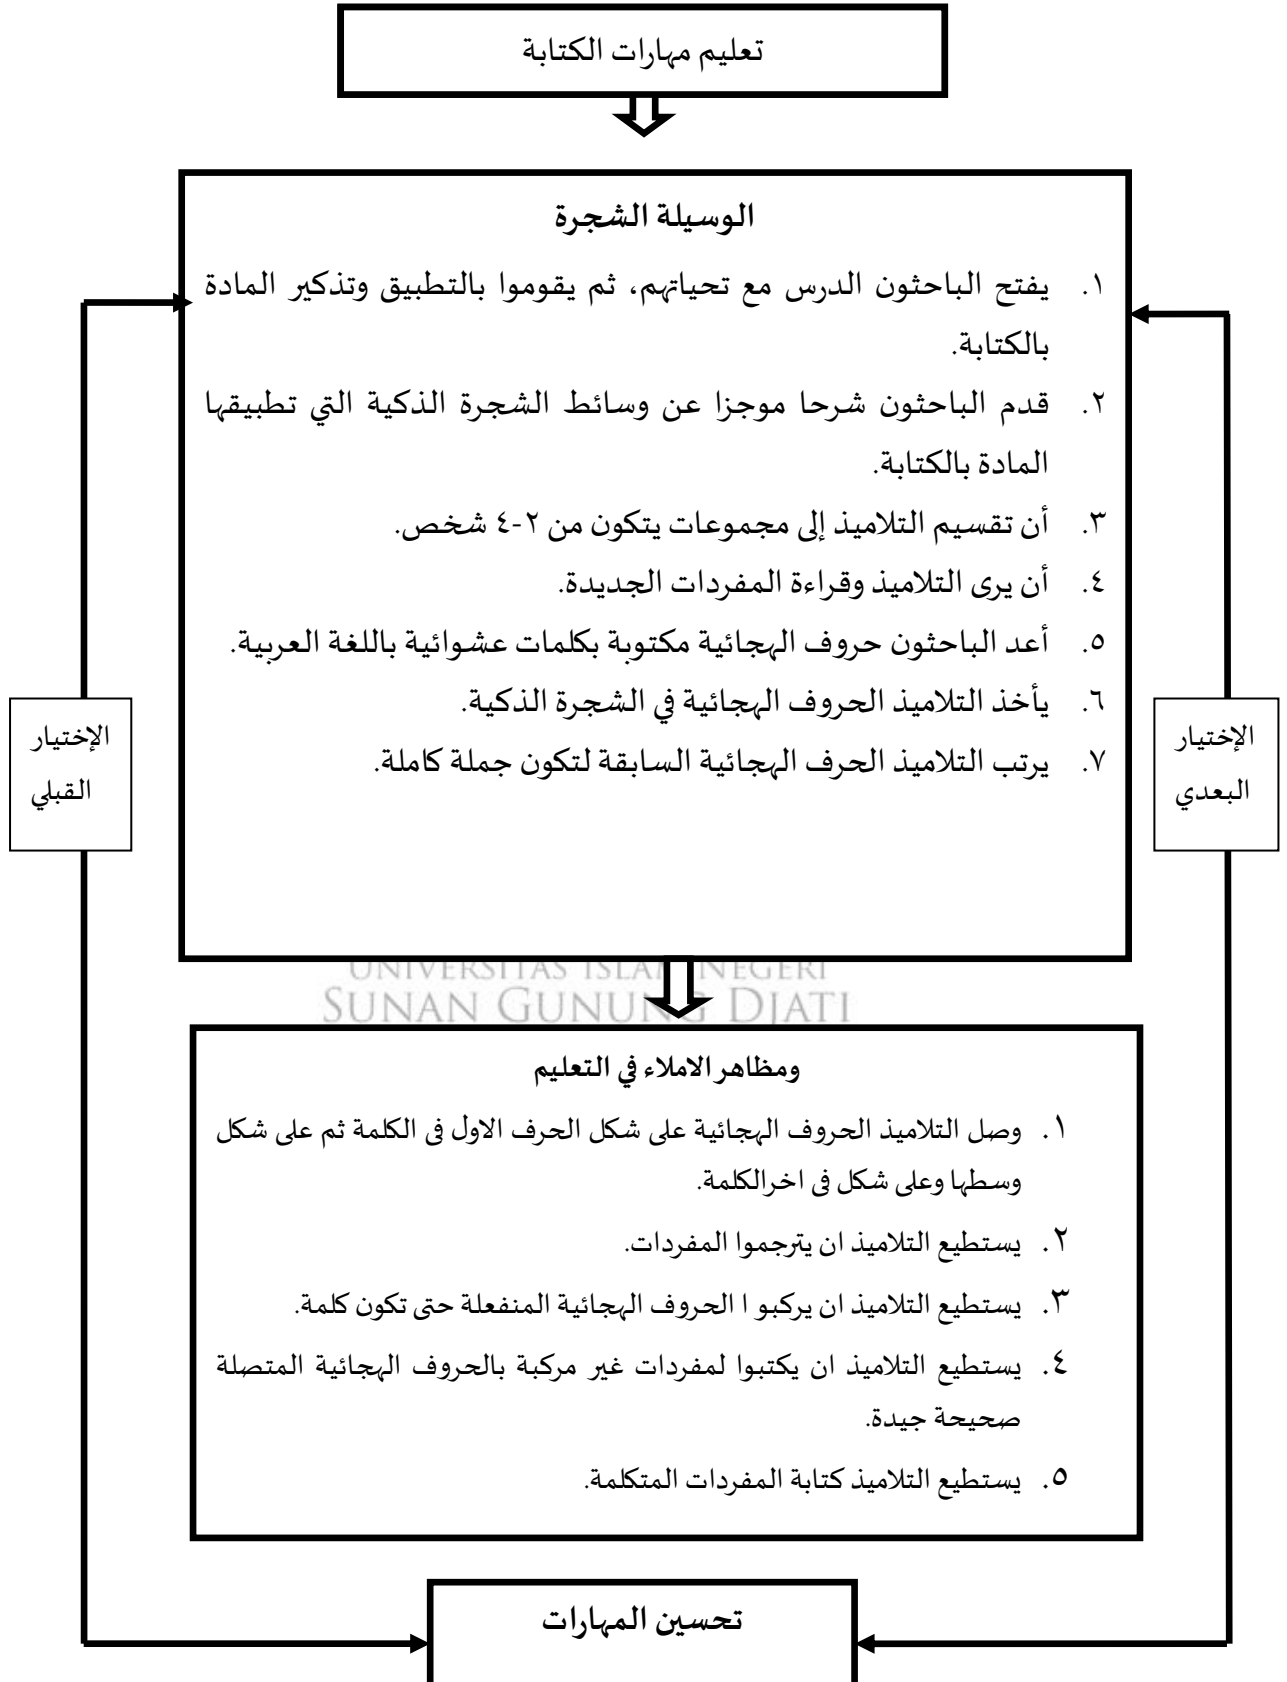 تعليم مهارات الكتابة
الوسيلة الشجرة
١. يفتح الباحثون الدرس مع تحياتهم، ثم يقوموا بالتطبيق وتذكير المادة
بالكتابة.
٢. قدم الباحثون شرحا موجزا عن وسائط الشجرة الذكية التي تطبيقها
المادة بالكتابة.
٣. أن تقسيم التلاميذ إلى مجموعات يتكون من ٢-٤ شخص.
٤. أن يرى التلاميذ وقراءة المفردات الجديدة.
٥. أعد الباحثون حروف الهجائية مكتوبة بكلمات عشوائية باللغة العربية.
٦. يأخذ التلاميذ الحروف الهجائية في الشجرة الذكية.
٧. يرتب التلاميذ الحرف الهجائية السابقة لتكون جملة كاملة.
الإختيار
البعدي
الإختيار
القبلي
UNIVERSITAS ISLAM NEGERI
SUNAN GUNUNG DJATI
ومظاهر الاملاء في التعليم
١. وصل التلاميذ الحروف الهجائية على شكل الحرف الاول فى الكلمة ثم على شكل
وسطها وعلى شكل فى اخرالكلمة.
٢. يستطيع التلاميذ ان يترجموا المفردات.
٣. يستطيع التلاميذ ان يركبو ا الحروف الهجائية المنفعلة حتى تكون كلمة.
٤. يستطيع التلاميذ ان يكتبوا لمفردات غير مركبة بالحروف الهجائية المتصلة
صحيحة جيدة.
٥. يستطيع التلاميذ كتابة المفردات المتكلمة.
تحسين المهارات